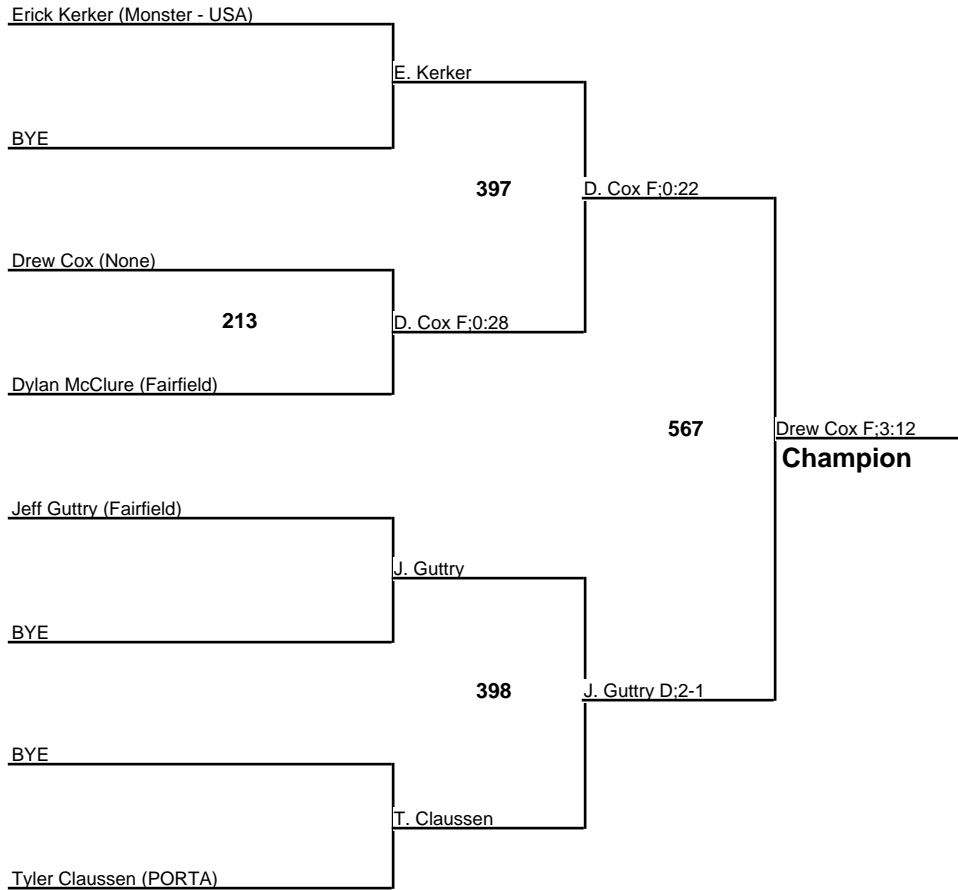 Erick Kerker (Monster - USA)
E. Kerker
BYE
397
D. Cox F;0:22
Drew Cox (None)
213
D. Cox F;0:28
Dylan McClure (Fairfield)
567
Drew Cox F;3:12
Champion
Jeff Guttry (Fairfield)
J. Guttry
BYE
398
J. Guttry D;2-1
BYE
T. Claussen
Tyler Claussen (PORTA)